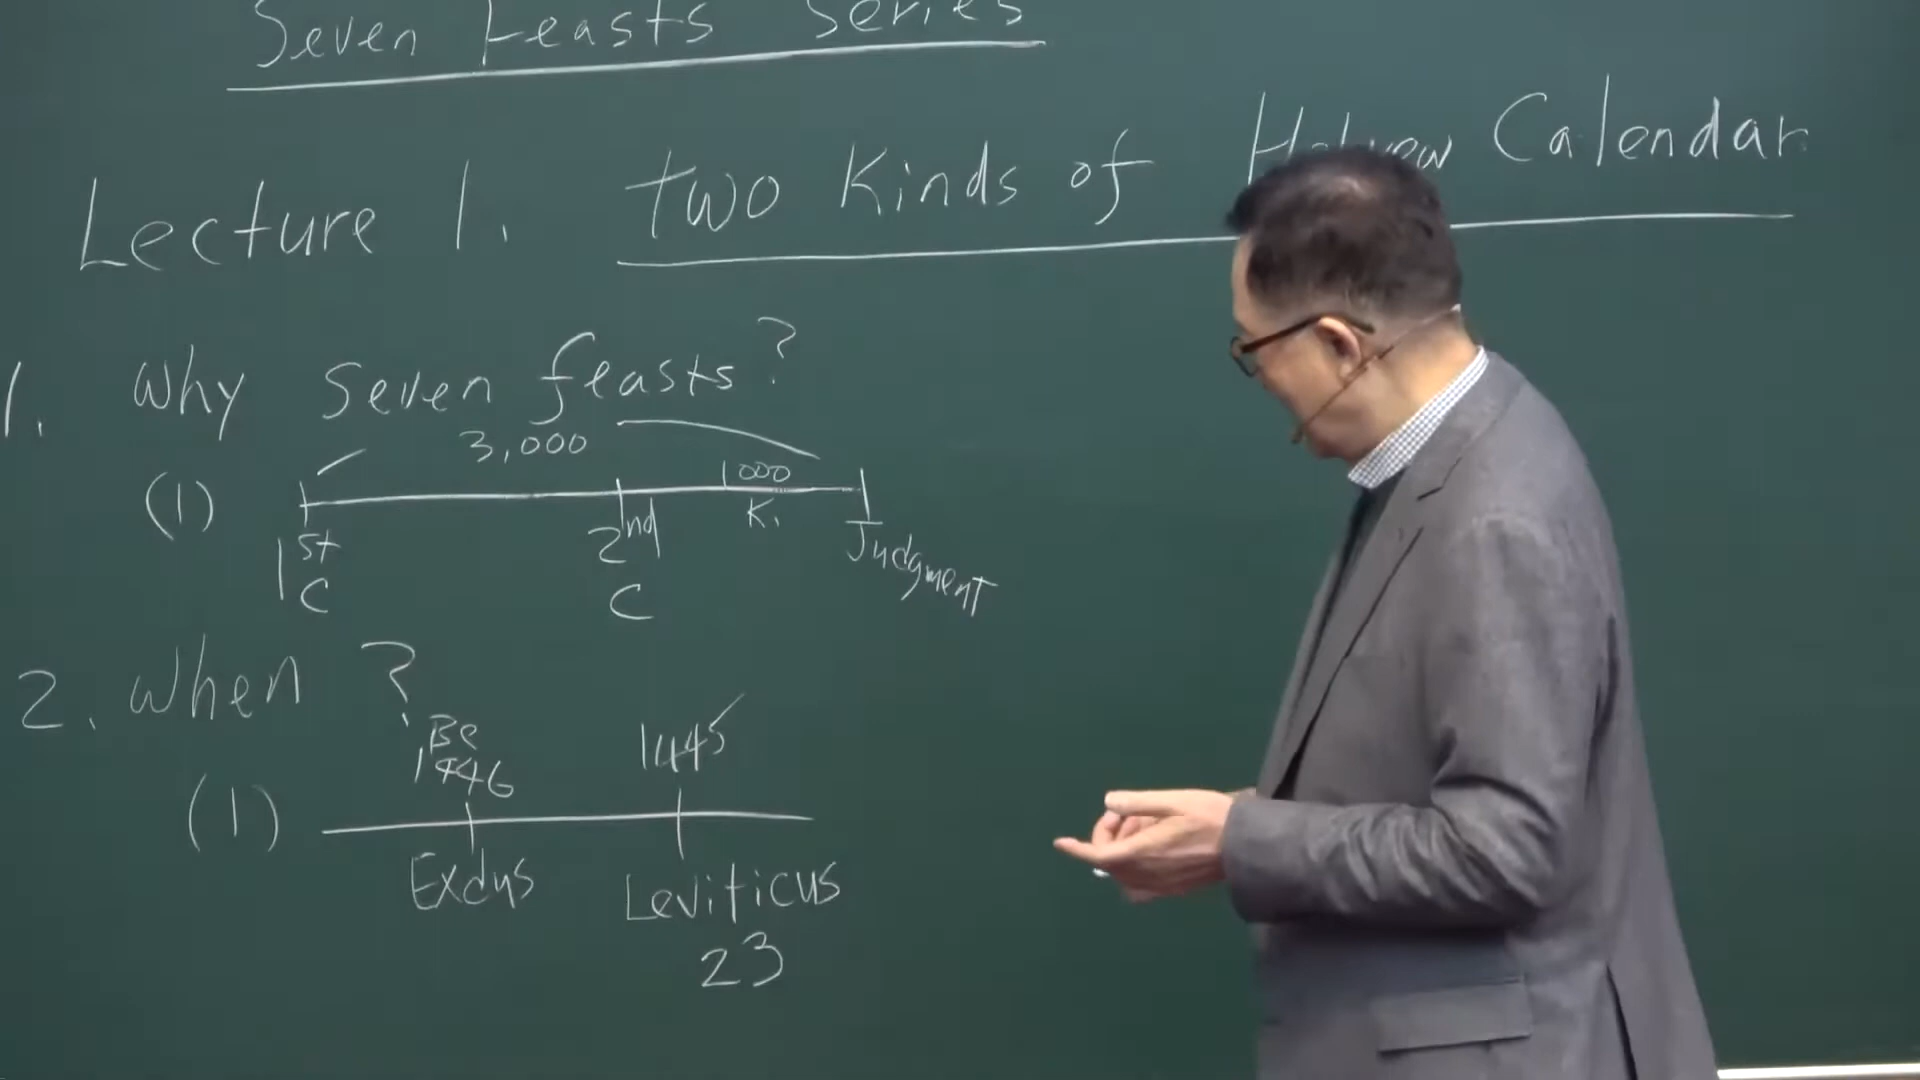 Seven Feasts Series
Lecture 1. Two Kinds of Hebrew Calendar
1. Why Seven feasts?
3,000
(1)
1000
K.
1st C
2nd C
Judgment
2. When?
BC
1446
1445
(1)
Exdus
Leviticus
23